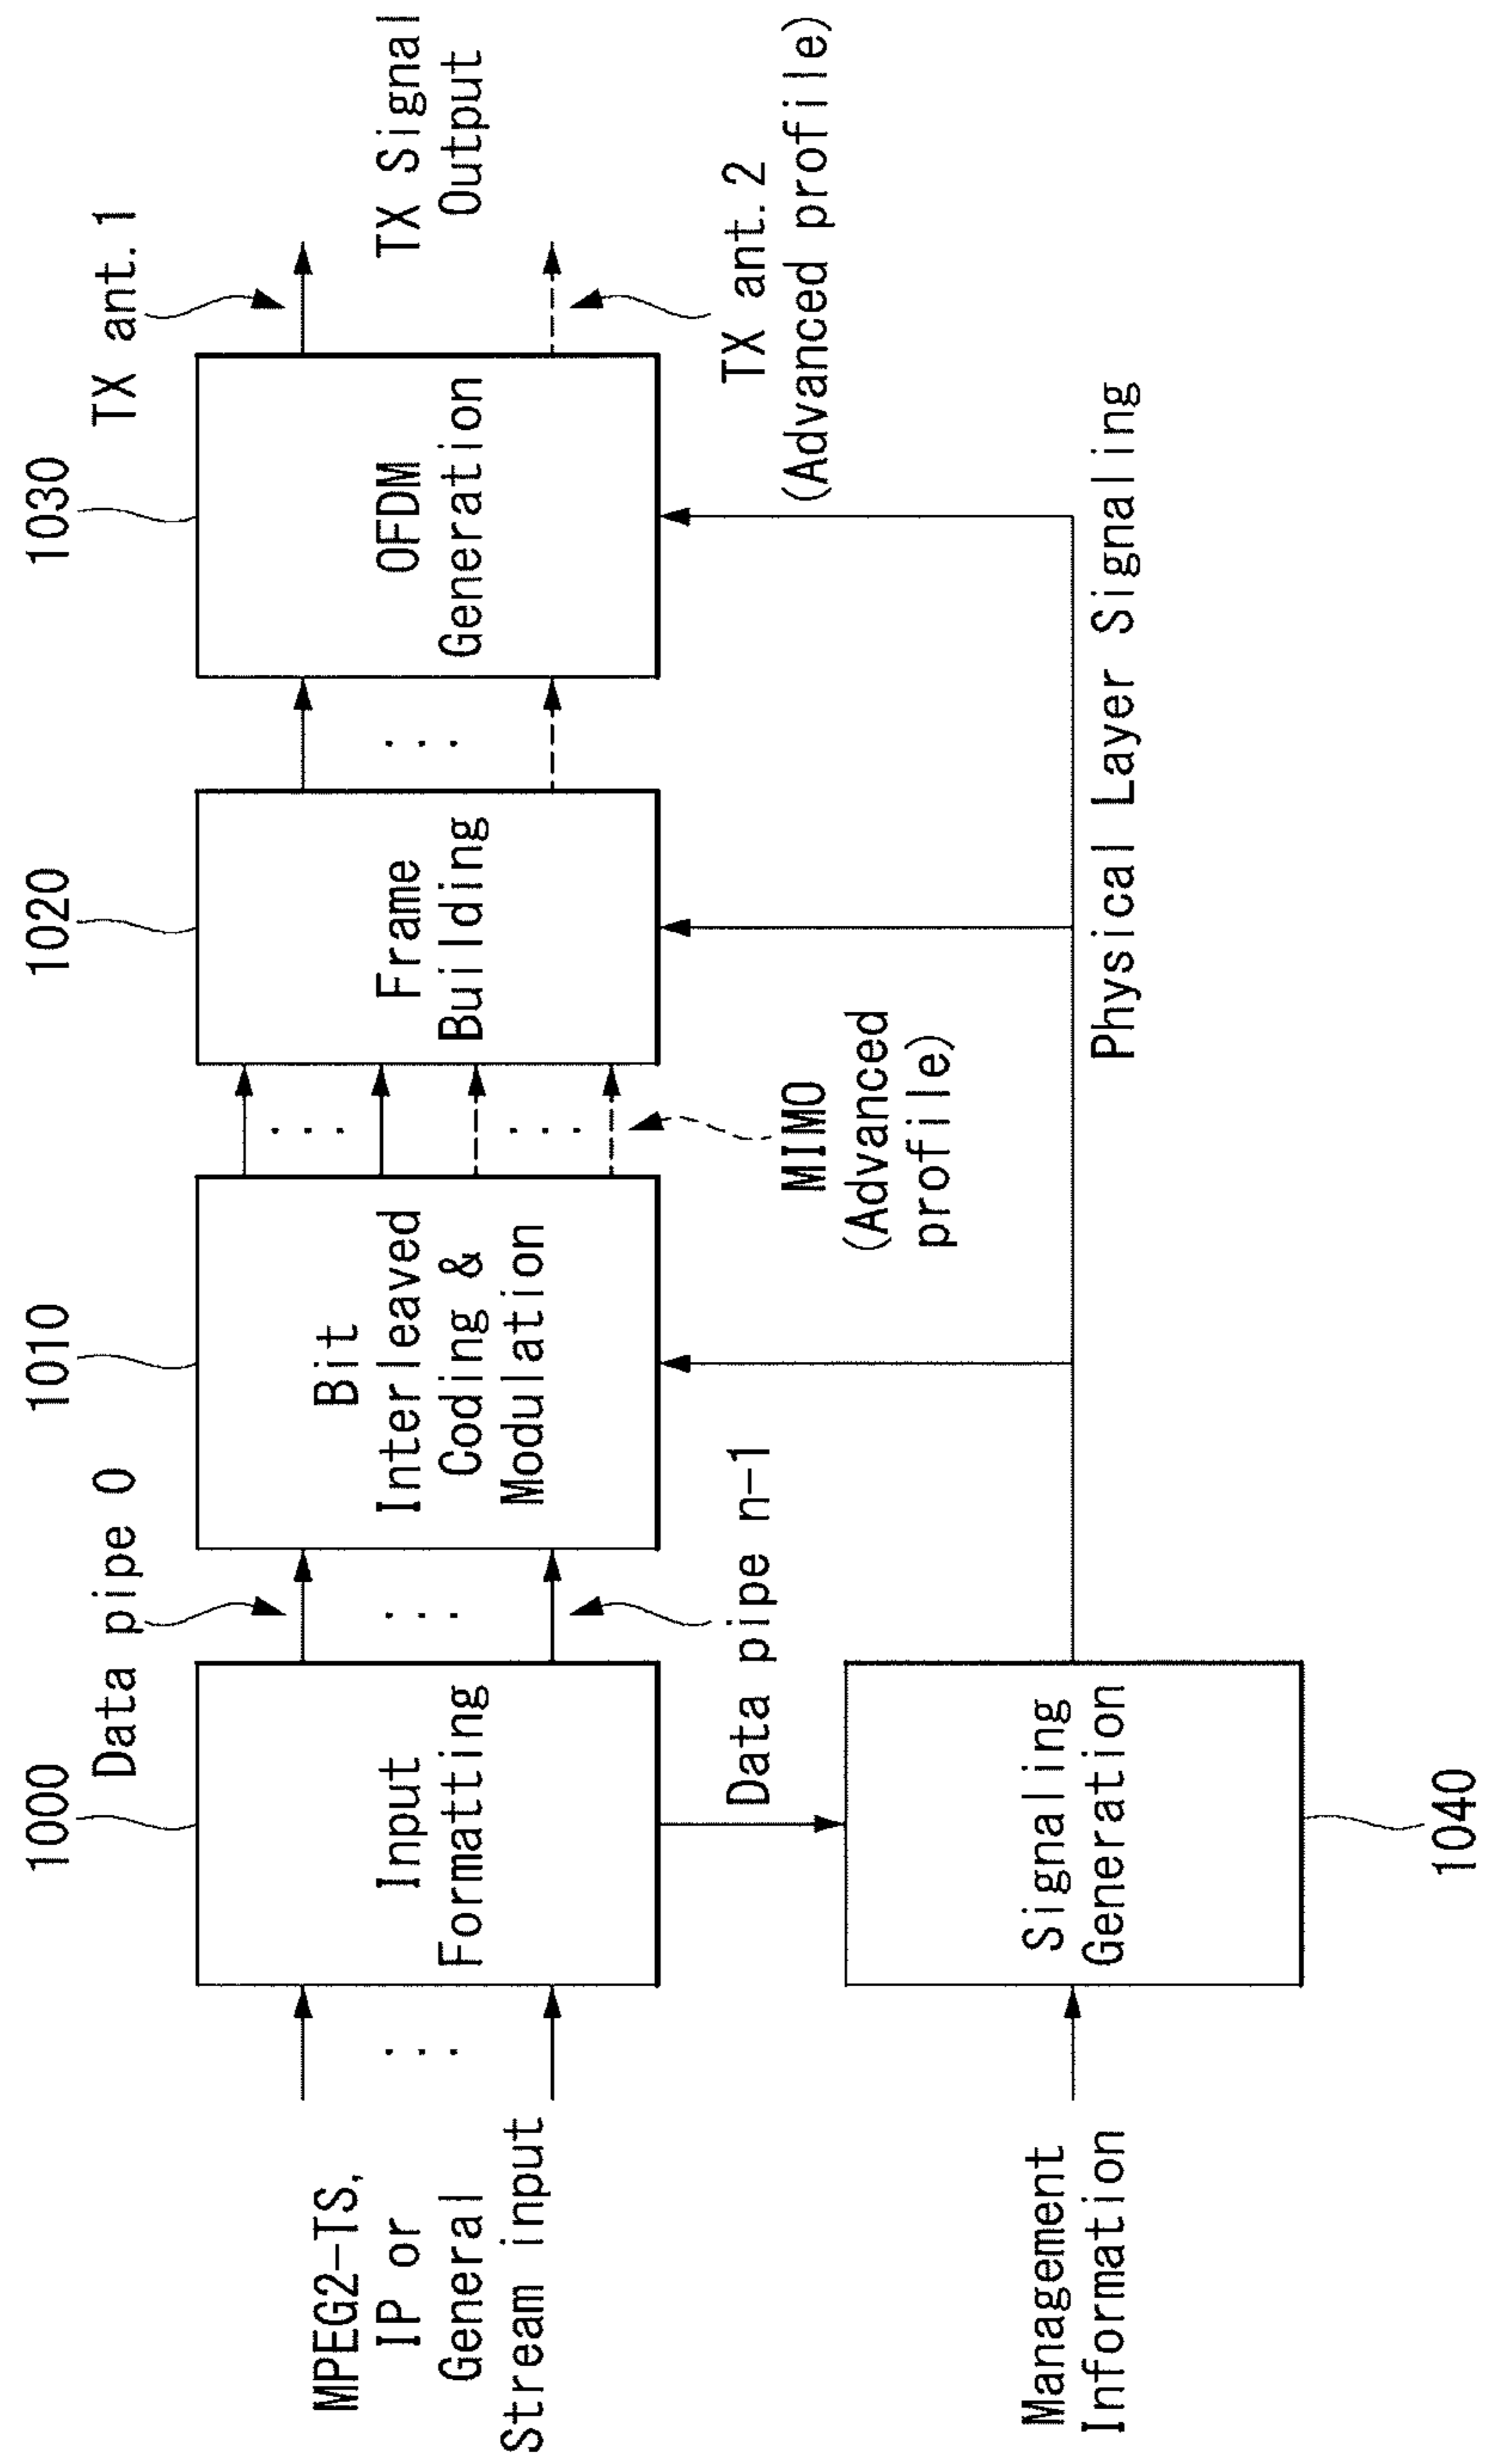 1000
1010
1020
1030
Data pipe 0
TX ant.1
MPEG2-TS,
IP or
General
Stream input
Input
Formatting
Bit
Interleaved
Coding &
Modulation
Frame
Building
OFDM
Generation
TX Signal
Output
Data pipe n-1
MIMO
(Advanced
profile)
TX ant.2
(Advanced profile)
Management
Information
Signaling
Generation
Physical Layer Signaling
1040